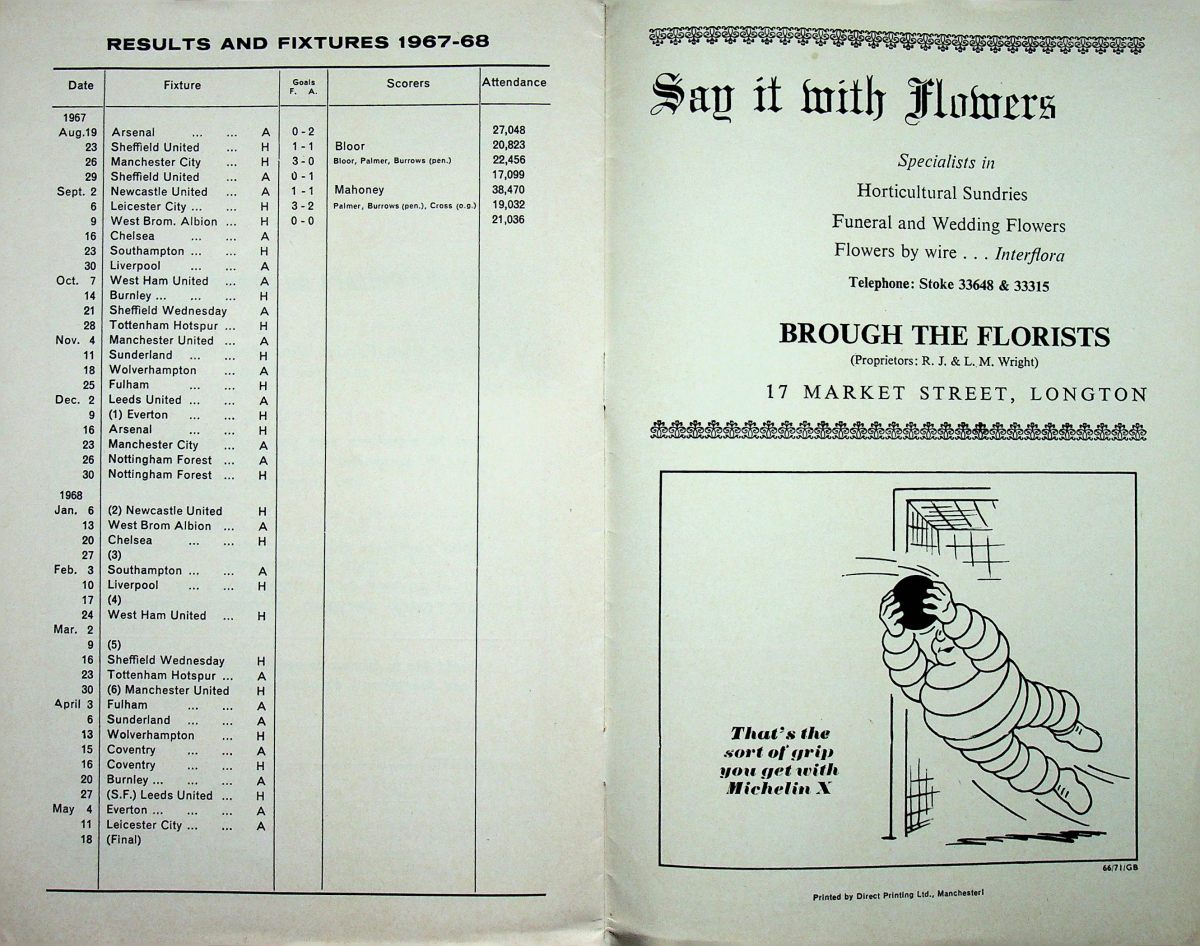 RESULTS AND FIXTURES 1967-68
Date Fixture Goals F. A. Scorers Attendance
1967
Aug.19 Arsenal ... ... A 0-2 27,048
23 Sheffield United ... H 1-1 Bloor 20,823
26 Manchester City ... H 3-0 Bloor, Palmer, Burrows (pen.) 22,456
29 Sheffield United ... A 0-1 17,099
Sept. 2 Newcastle United ... A 1-1 Mahoney 38,470
6 Leicester City ... ... H 3-2 Palmer, Burrows (pen.), Cross (o.g.) 19,032
9 West Brom. Albion ... H 0-0 21,036
16 Chelsea ... ... A
23 Southampton ... ... H
30 Liverpool ... ... A
Oct. 7 West Ham United ... A
14 Burnley ... ... ... H
21 Sheffield Wednesday A
28 Tottenham Hotspur ... H
Nov. 4 Manchester United ... A
11 Sunderland ... ... H
18 Wolverhampton ... A
25 Fulham ... ... H
Dec. 2 Leeds United ... ... A
9 (1) Everton ... ... H
16 Arsenal ... ... H
23 Manchester City ... A
26 Nottingham Forest ... A
30 Nottingham Forest ... H
1968
Jan. 6 (2) Newcastle United H
13 West Brom Albion ... A
20 Chelsea ... ... H
27 (3)
Feb. 3 Southampton ... ... A
10 Liverpool ... ... H
17 (4)
24 West Ham United ... H
Mar. 2
9 (5)
16 Sheffield Wednesday H
23 Tottenham Hotspur ... A
30 (6) Manchester United H
April 3 Fulham ... ... A
6 Sunderland ... ... A
13 Wolverhampton ... H
15 Coventry ... ... A
16 Coventry ... ... H
20 Burnley ... ... ... A
27 (S.F.) Leeds United ... H
May 4 Everton ... ... ... A
11 Leicester City ... ... A
18 (Final)
Say it with Flowers
Specialists in
Horticultural Sundries
Funeral and Wedding Flowers
Flowers by wire . . . Interflora
Telephone: Stoke 33648 & 33315
BROUGH THE FLORISTS
(Proprietors: R. J. & L. M. Wright)
17 MARKET STREET, LONGTON
That's the
sort of grip
you get with
Michelin X
66/71/GB
Printed by Direct Printing Ltd., Manchester1